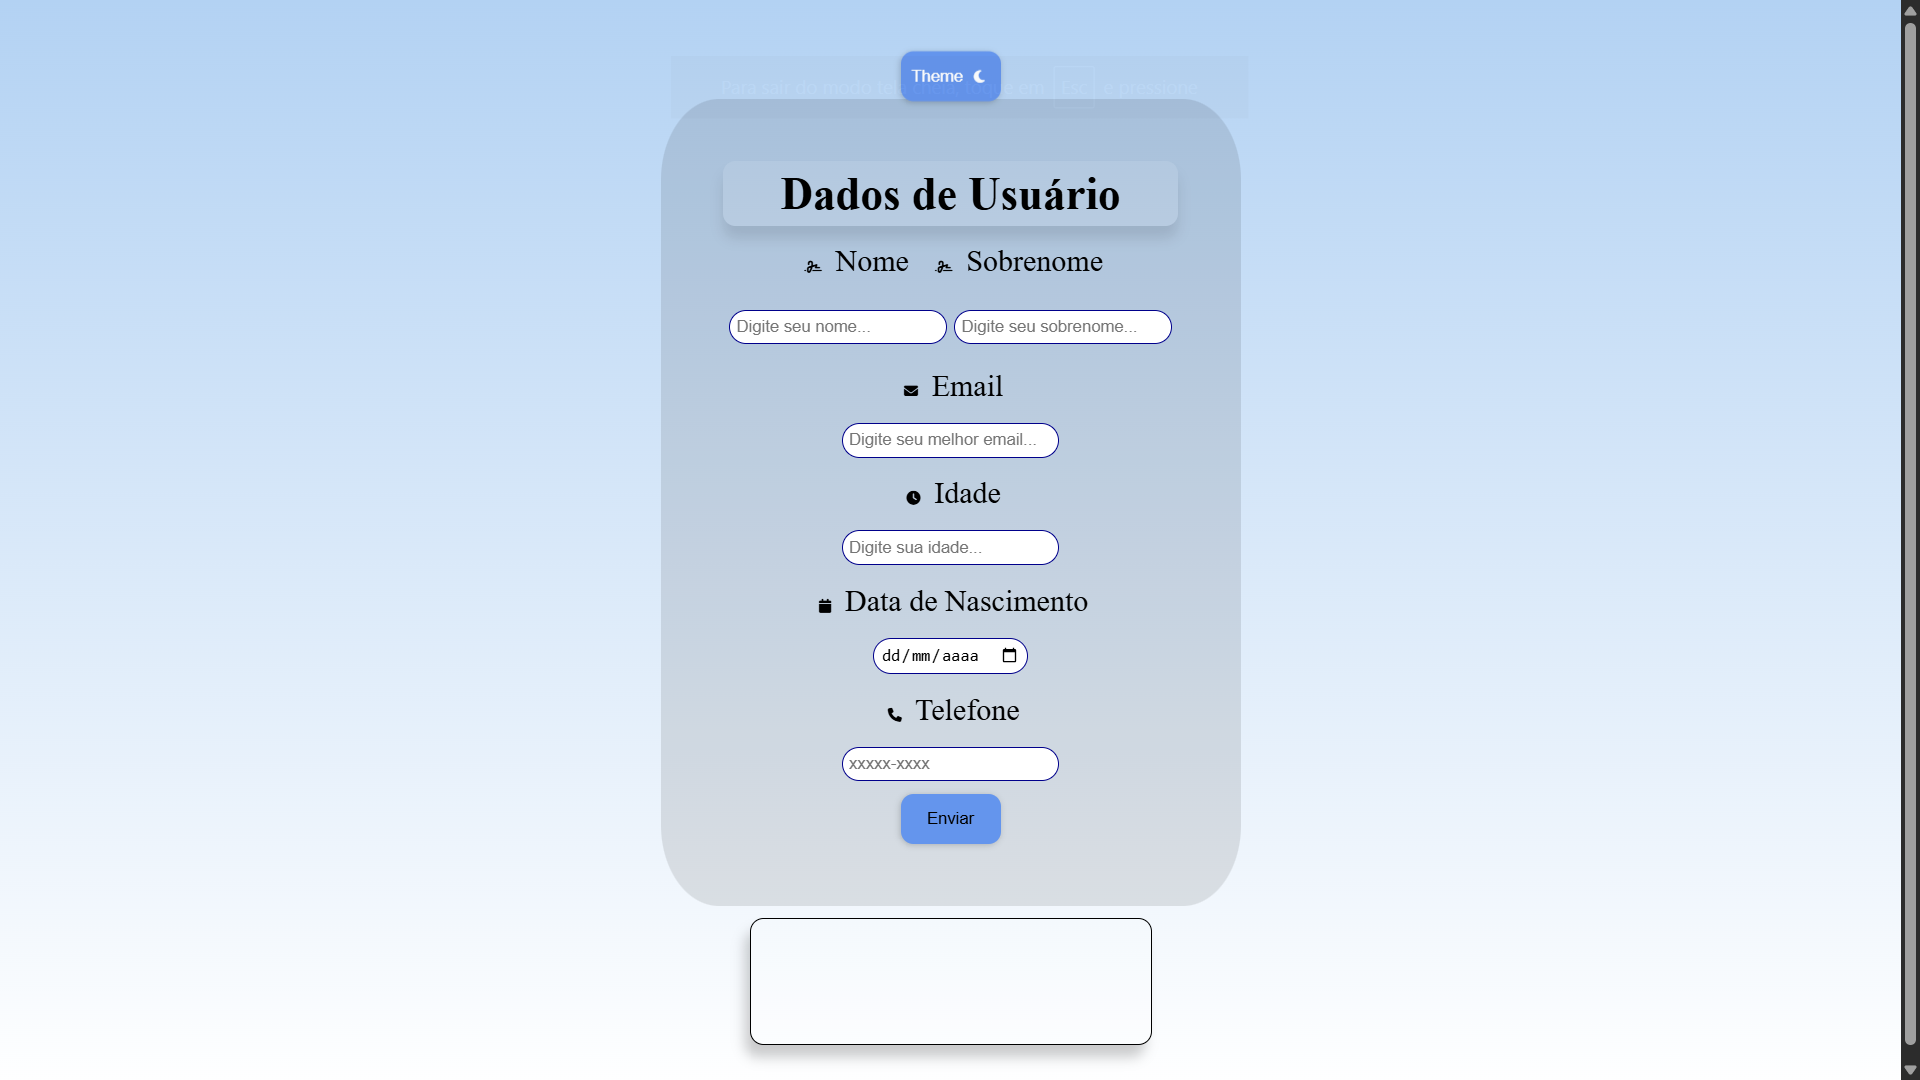 Theme
Para sair do modo tel em Esc e pressione
Dados de Usuário
Nome Sobrenome
Digite seu nome... Digite seu sobrenome...
Email
Digite seu melhor email...
Idade
Digite sua idade...
Data de Nascimento
dd/mm/aaaa
Telefone
xxxxx-xxxx
Enviar